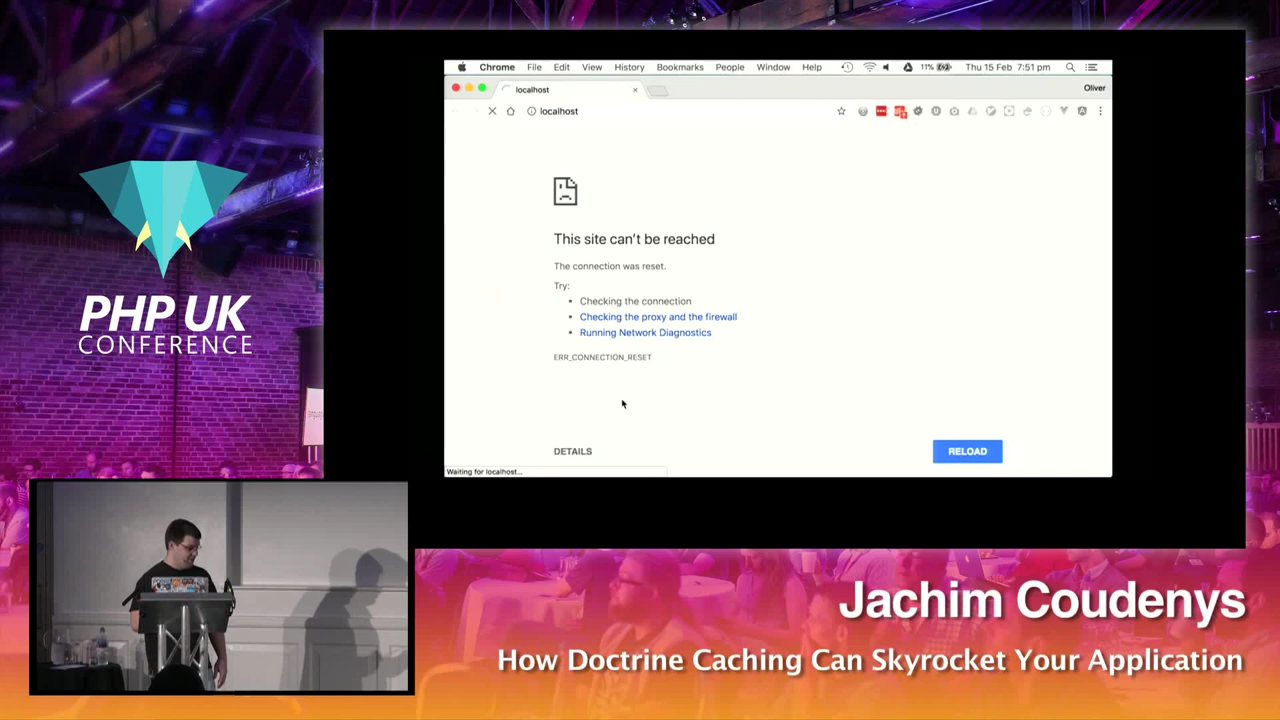 Chrome File Edit View History Bookmarks People Window Help 11% Thu 15 Feb 7:51 pm
localhost
Oliver
localhost
This site can't be reached
The connection was reset.
Try:
• Checking the connection
• Checking the proxy and the firewall
• Running Network Diagnostics
ERR_CONNECTION_RESET
DETAILS
RELOAD
Waiting for localhost...
PHP UK
CONFERENCE
Jachim Coudenys
How Doctrine Caching Can Skyrocket Your Application